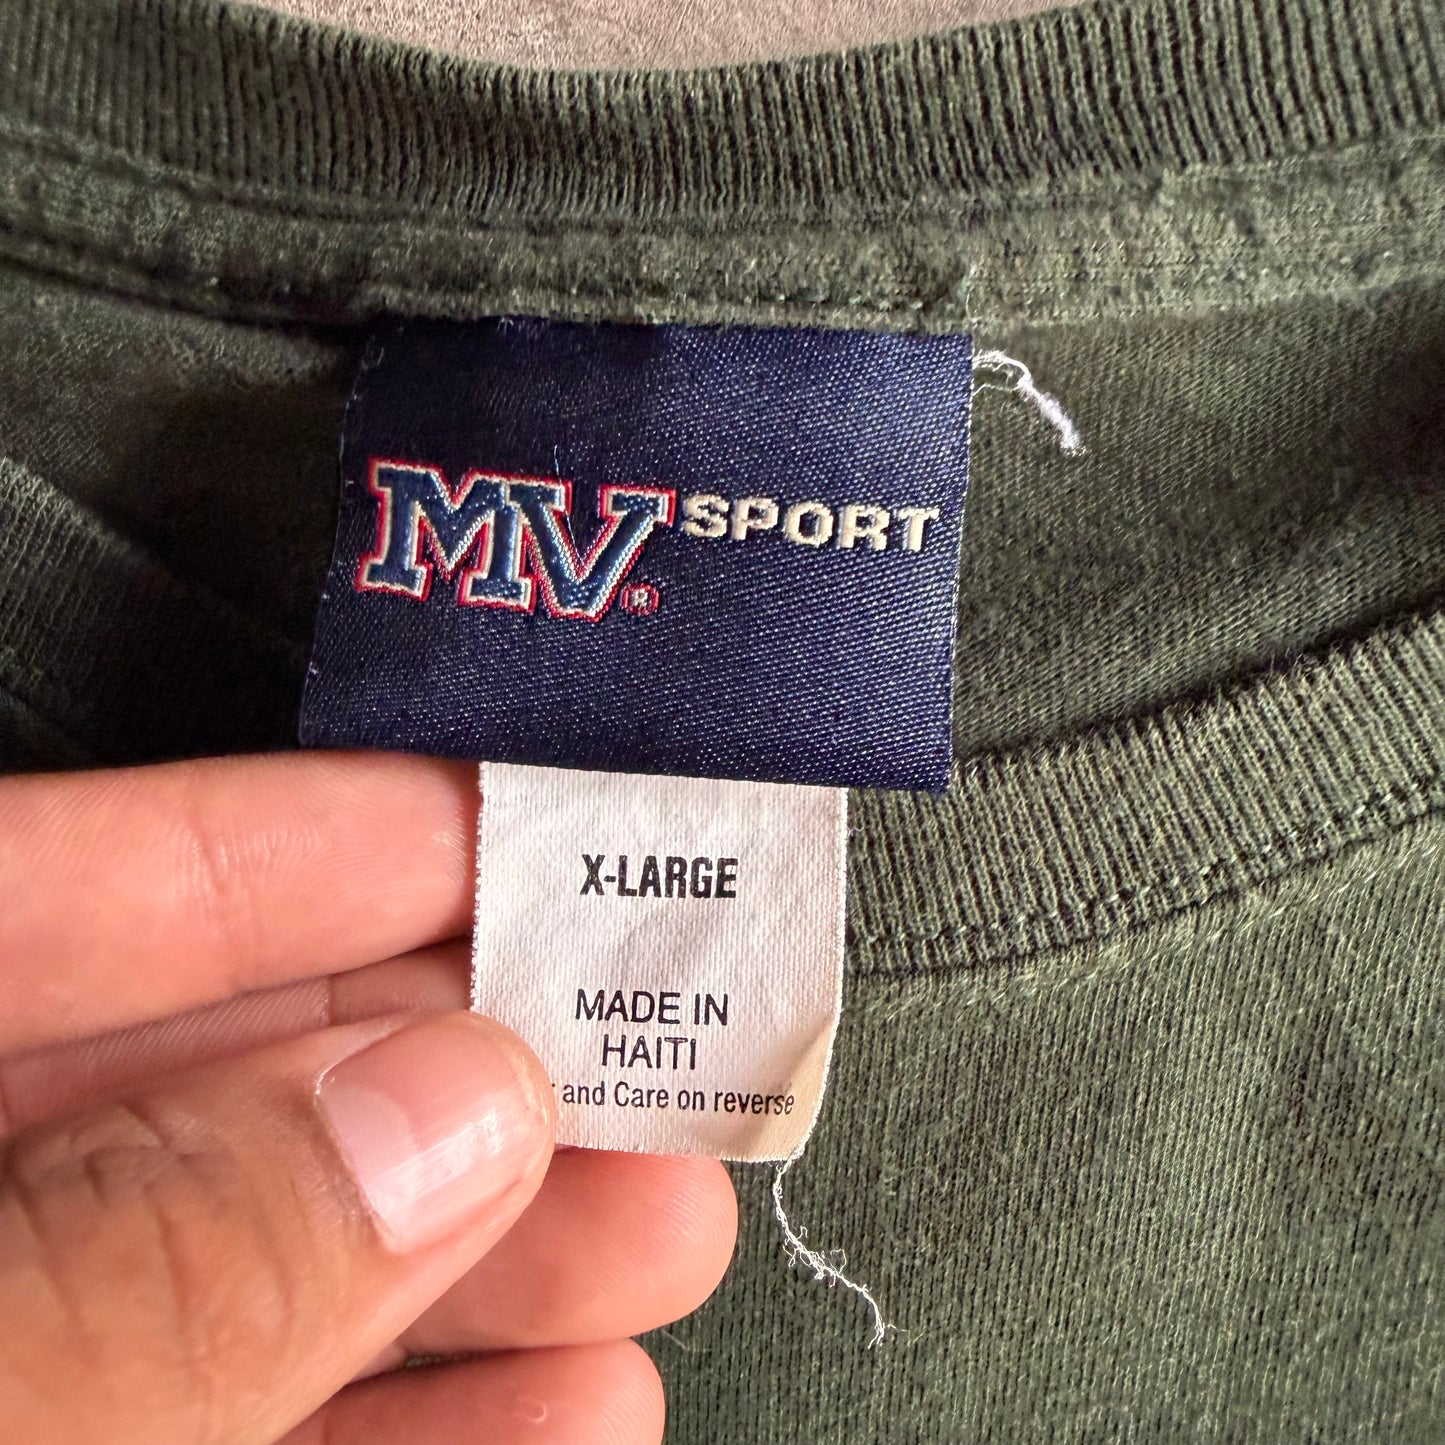 MV SPORT
®
X-LARGE
MADE IN
HAITI
and Care on reverse